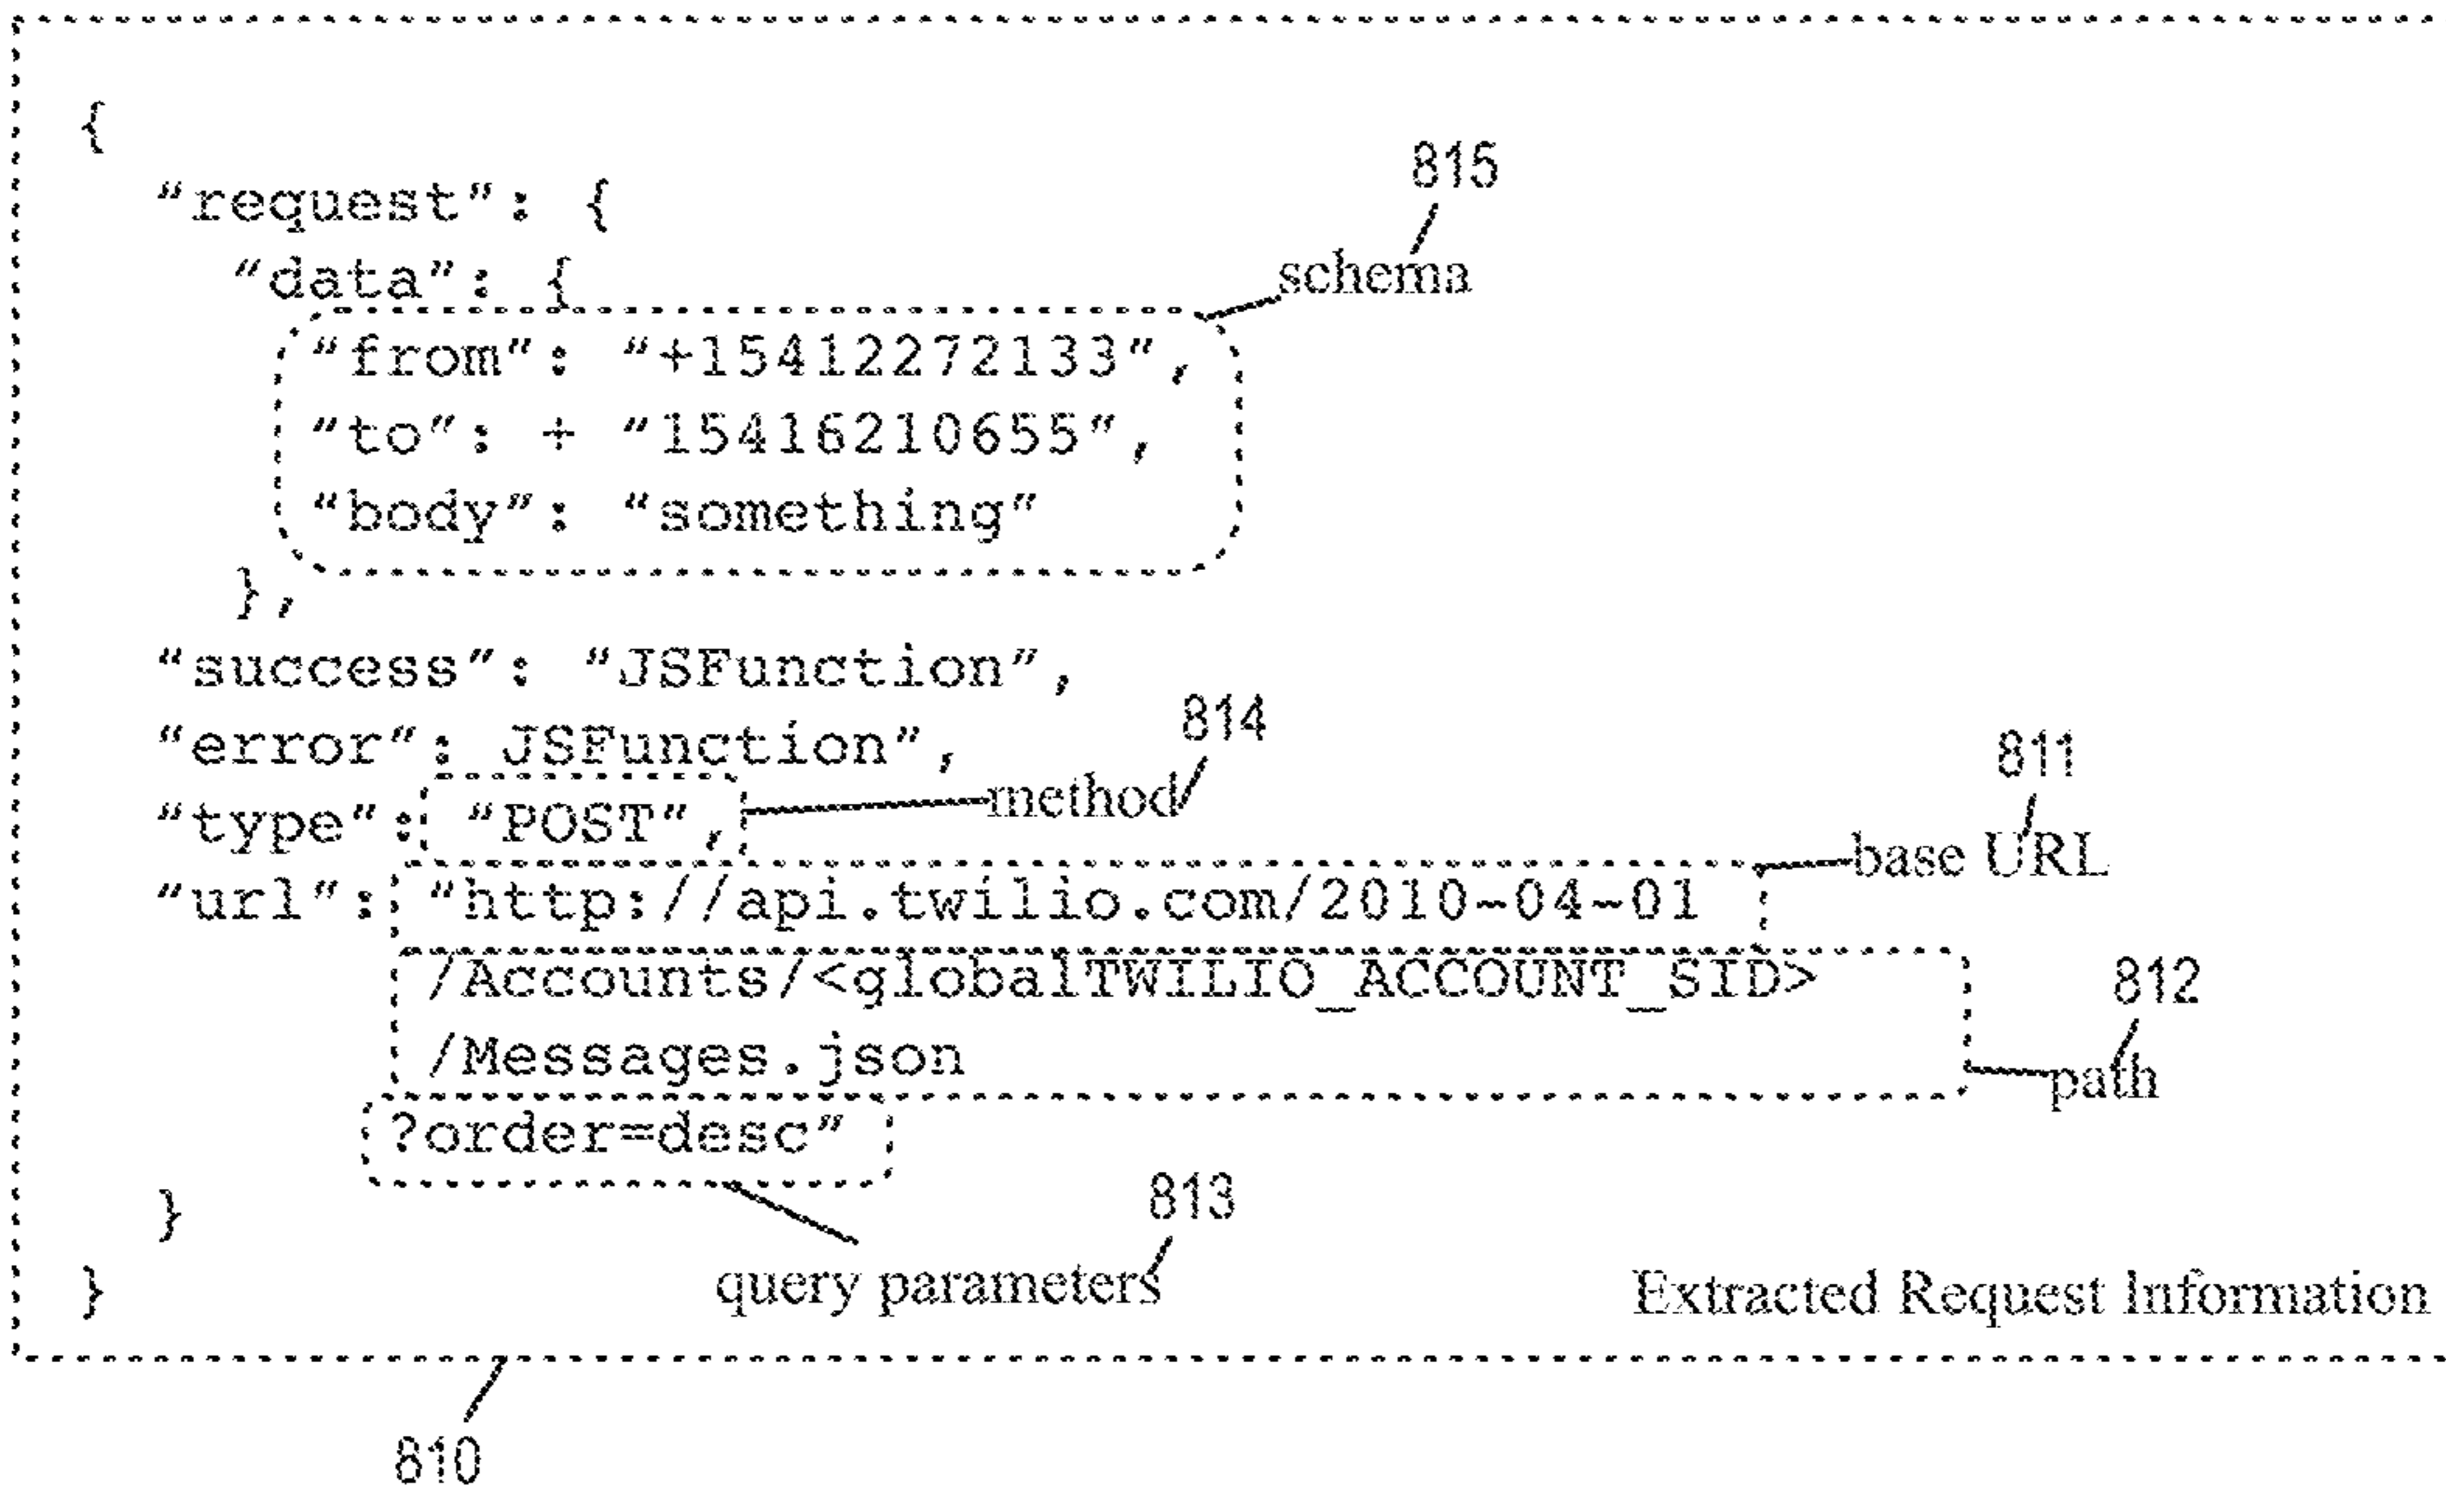 {
815
"request": {
"data": {
schema
"from": "+15412272133",
"to": + "15416210655",
"body": "something"
},
"success": "JSFunction",
814
"error": JSFunction",
811
"type": "POST",
method
base URL
"url": "http://api.twilio.com/2010-04-01
/Accounts/<globalTWILIO_ACCOUNT_SID>
812
/Messages.json
path
?order=desc"
813
}
query parameters
}
Extracted Request Information
810